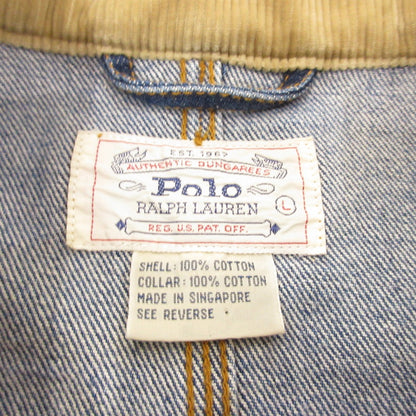 EST. 1967
AUTHENTIC DUNGAREES
Polo
RALPH LAUREN L
REG. U.S. PAT. OFF.
SHELL: 100% COTTON
COLLAR: 100% COTTON
MADE IN SINGAPORE
SEE REVERSE